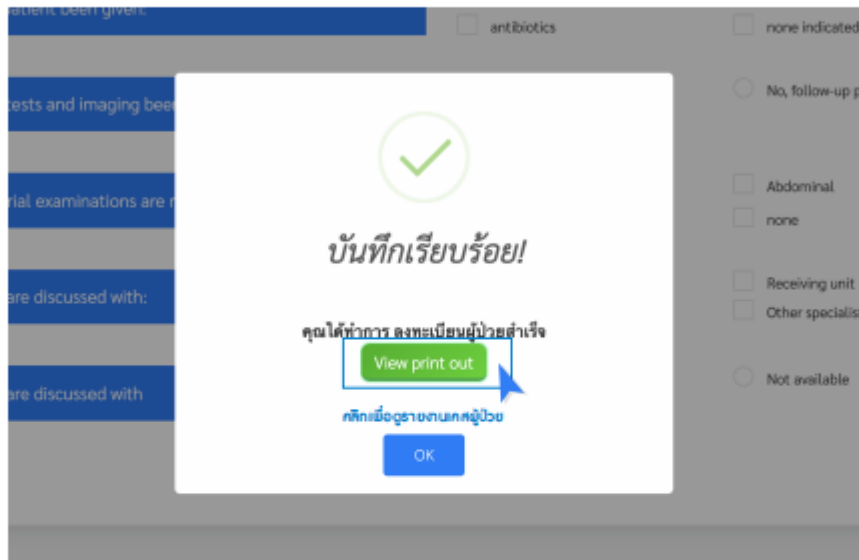 patient been given:
antibiotics
none indicated
tests and imaging bee
No, follow-up p
rial examinations are r
Abdominal
none
บันทึกเรียบร้อย!
are discussed with:
Receiving unit
Other specialis
คุณได้ทำการ ลงทะเบียนผู้ป่วยสำเร็จ
View print out
are discussed with
Not available
คลิกเพื่อดูรายงานเคสผู้ป่วย
OK